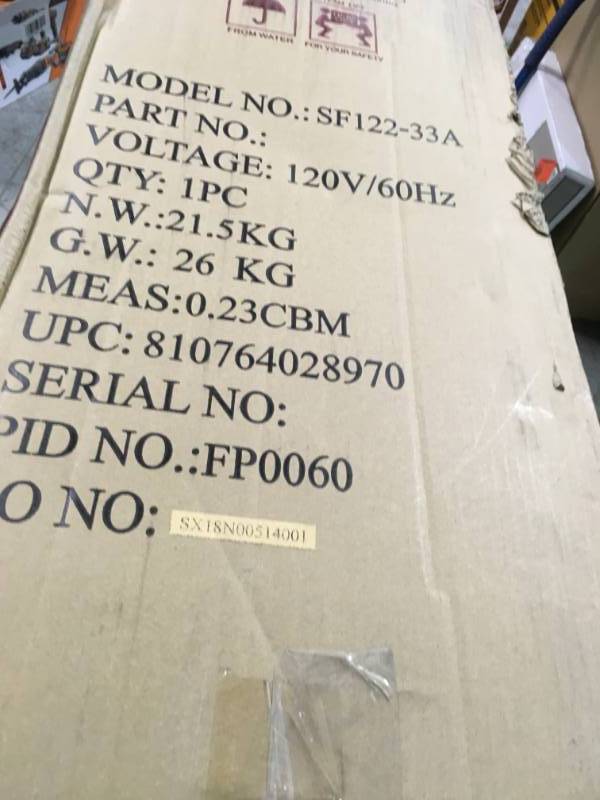 FROM WATER
FOR YOUR SAFETY
MODEL NO.: SF122-33A
PART NO.:
VOLTAGE: 120V/60Hz
QTY: 1PC
N.W.:21.5KG
G.W.: 26 KG
MEAS:0.23CBM
UPC: 810764028970
SERIAL NO:
PID NO.:FP0060
O NO:
SX18N00514001